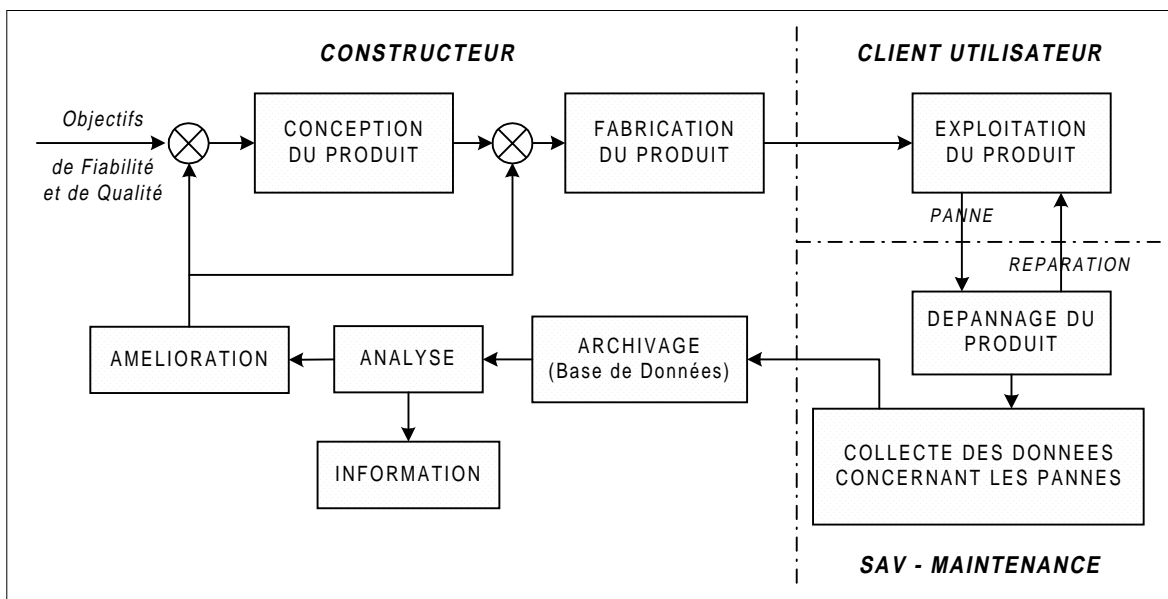 CONSTRUCTEUR
CLIENT UTILISATEUR
Objectifs
de Fiabilité
et de Qualité
CONCEPTION
DU PRODUIT
FABRICATION
DU PRODUIT
EXPLOITATION
DU PRODUIT
PANNE
REPARATION
DEPANNAGE DU
PRODUIT
AMELIORATION
ANALYSE
ARCHIVAGE
(Base de Données)
INFORMATION
COLLECTE DES DONNEES
CONCERNANT LES PANNES
SAV - MAINTENANCE